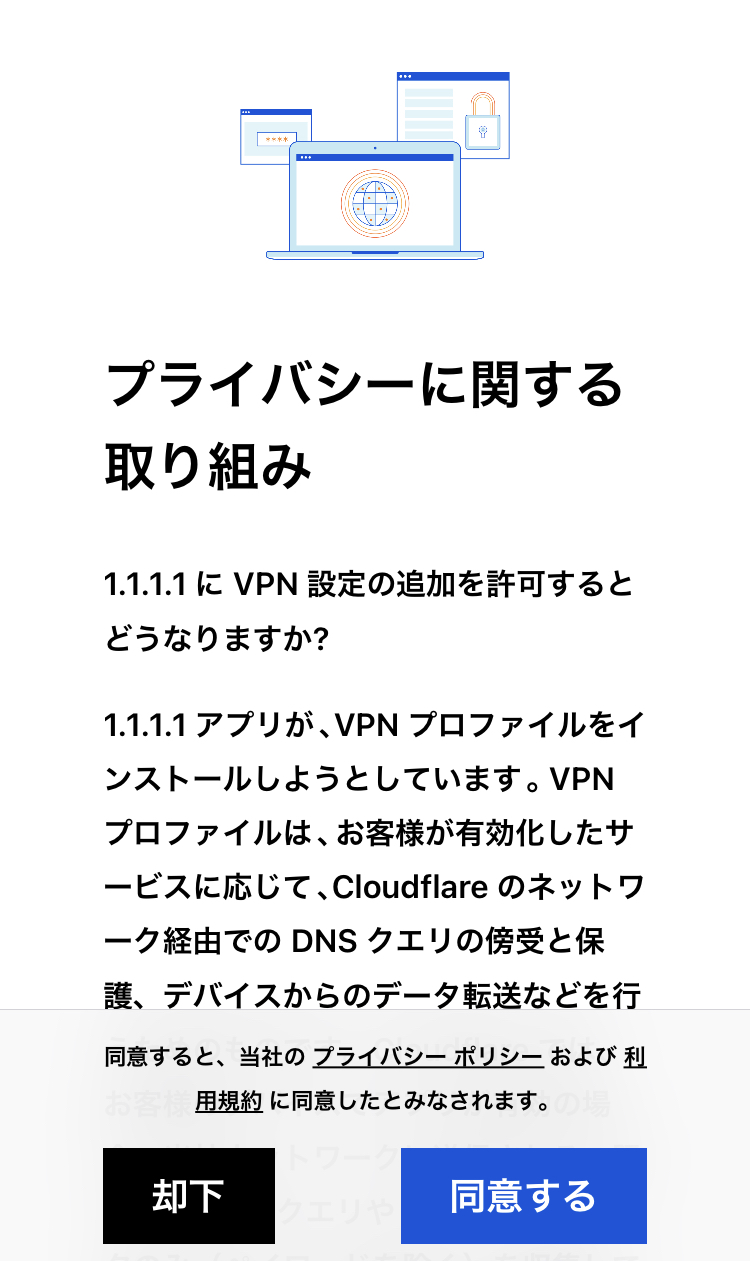 ****
プライバシーに関する
取り組み
1.1.1.1 に VPN 設定の追加を許可すると
どうなりますか?
1.1.1.1 アプリが、VPN プロファイルをイ
ンストールしようとしています。VPN
プロファイルは、お客様が有効化したサ
ービスに応じて、Cloudflare のネットワ
ーク経由での DNS クエリの傍受と保
護、デバイスからのデータ転送などを行
同意すると、当社の プライバシー ポリシー および 利
用規約 に同意したとみなされます。
却下
同意する